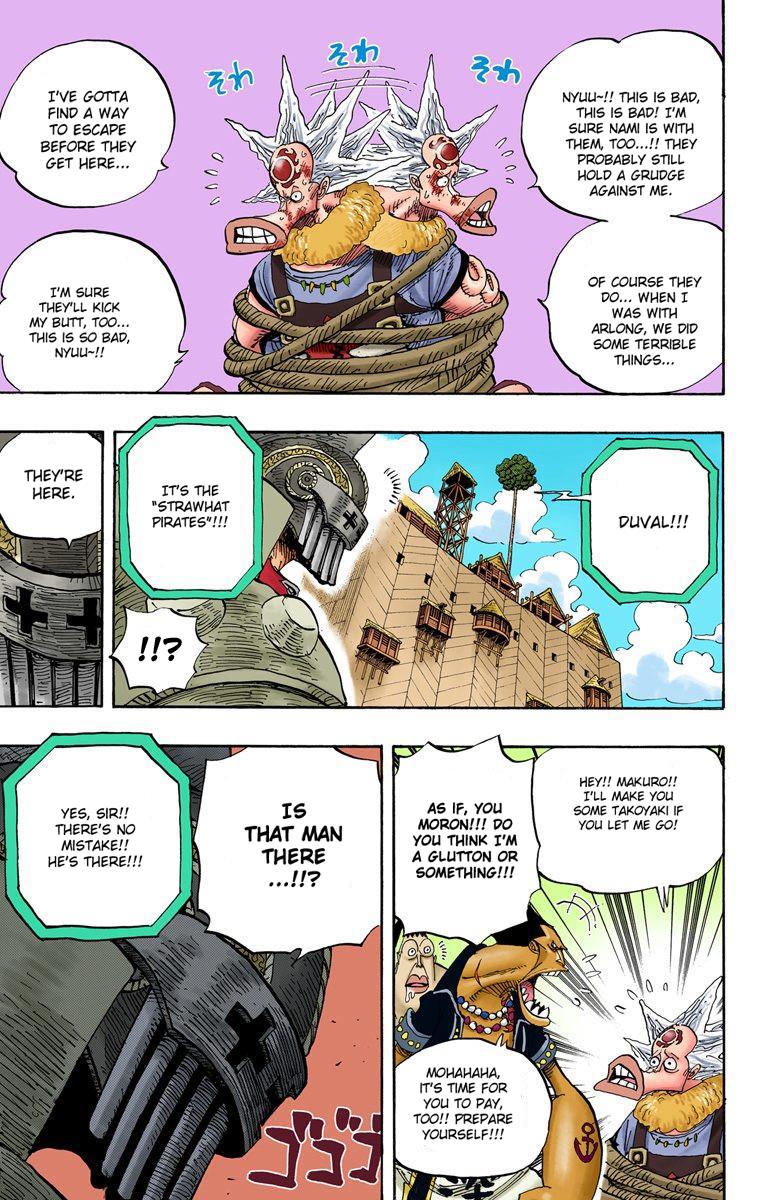 NYUU~!! THIS IS BAD,
THIS IS BAD! I'M
SURE NAMI IS WITH
THEM, TOO...!! THEY
PROBABLY STILL
HOLD A GRUDGE
AGAINST ME.
OF COURSE THEY
DO... WHEN I
WAS WITH
ARLONG, WE DID
SOME TERRIBLE
THINGS...
そわ
そわ
そわ
I'VE GOTTA
FIND A WAY
TO ESCAPE
BEFORE THEY
GET HERE...
I'M SURE
THEY'LL KICK
MY BUTT, TOO...
THIS IS SO BAD,
NYUU~!!
DUVAL!!!
IT'S THE
"STRAWHAT
PIRATES"!!!
!!?
THEY'RE
HERE.
HEY!! MAKURO!!
I'LL MAKE YOU
SOME TAKOYAKI IF
YOU LET ME GO!
AS IF, YOU
MORON!!! DO
YOU THINK I'M
A GLUTTON OR
SOMETHING!!!
MOHAHAHA,
IT'S TIME FOR
YOU TO PAY,
TOO!! PREPARE
YOURSELF!!!
IS
THAT MAN
THERE
...!!?
YES, SIR!!
THERE'S NO
MISTAKE!!
HE'S THERE!!!
ゴゴゴゴ